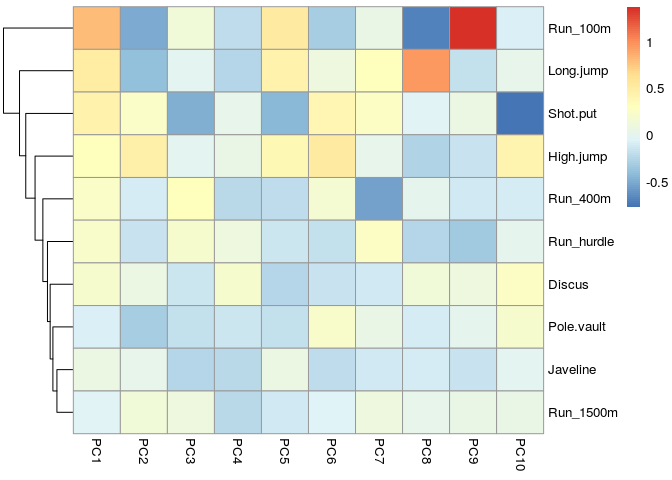 Run_100m
Long.jump
Shot.put
High.jump
Run_400m
Run_hurdle
Discus
Pole.vault
Javeline
Run_1500m
PC1 PC2 PC3 PC4 PC5 PC6 PC7 PC8 PC9 PC10
1
0.5
0
-0.5